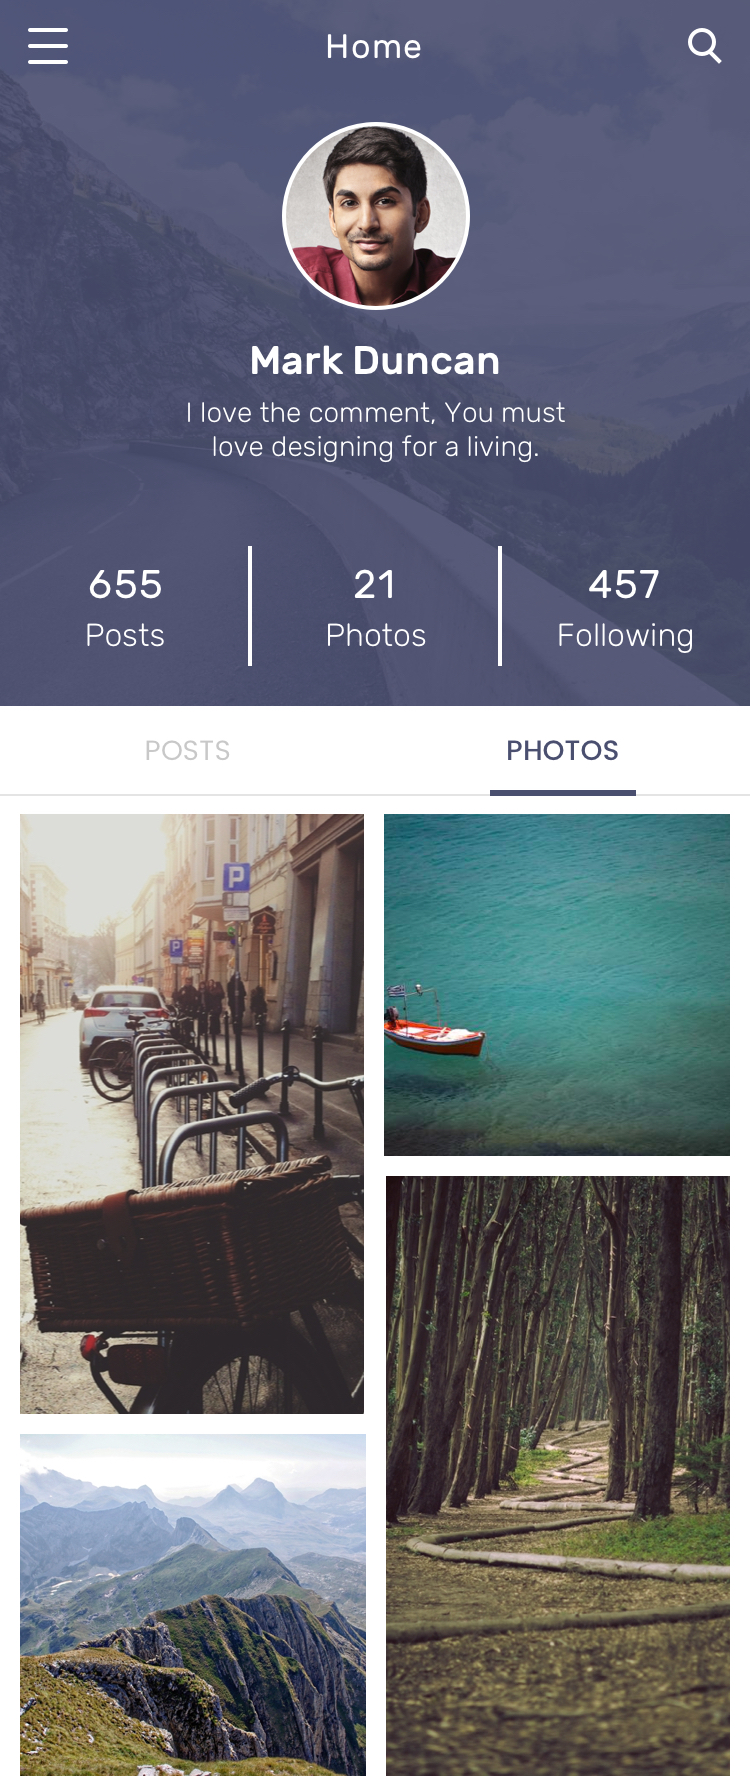 Home
Mark Duncan
I love the comment, You must
love designing for a living.
655
Posts
21
Photos
457
Following
POSTS
PHOTOS
P
P